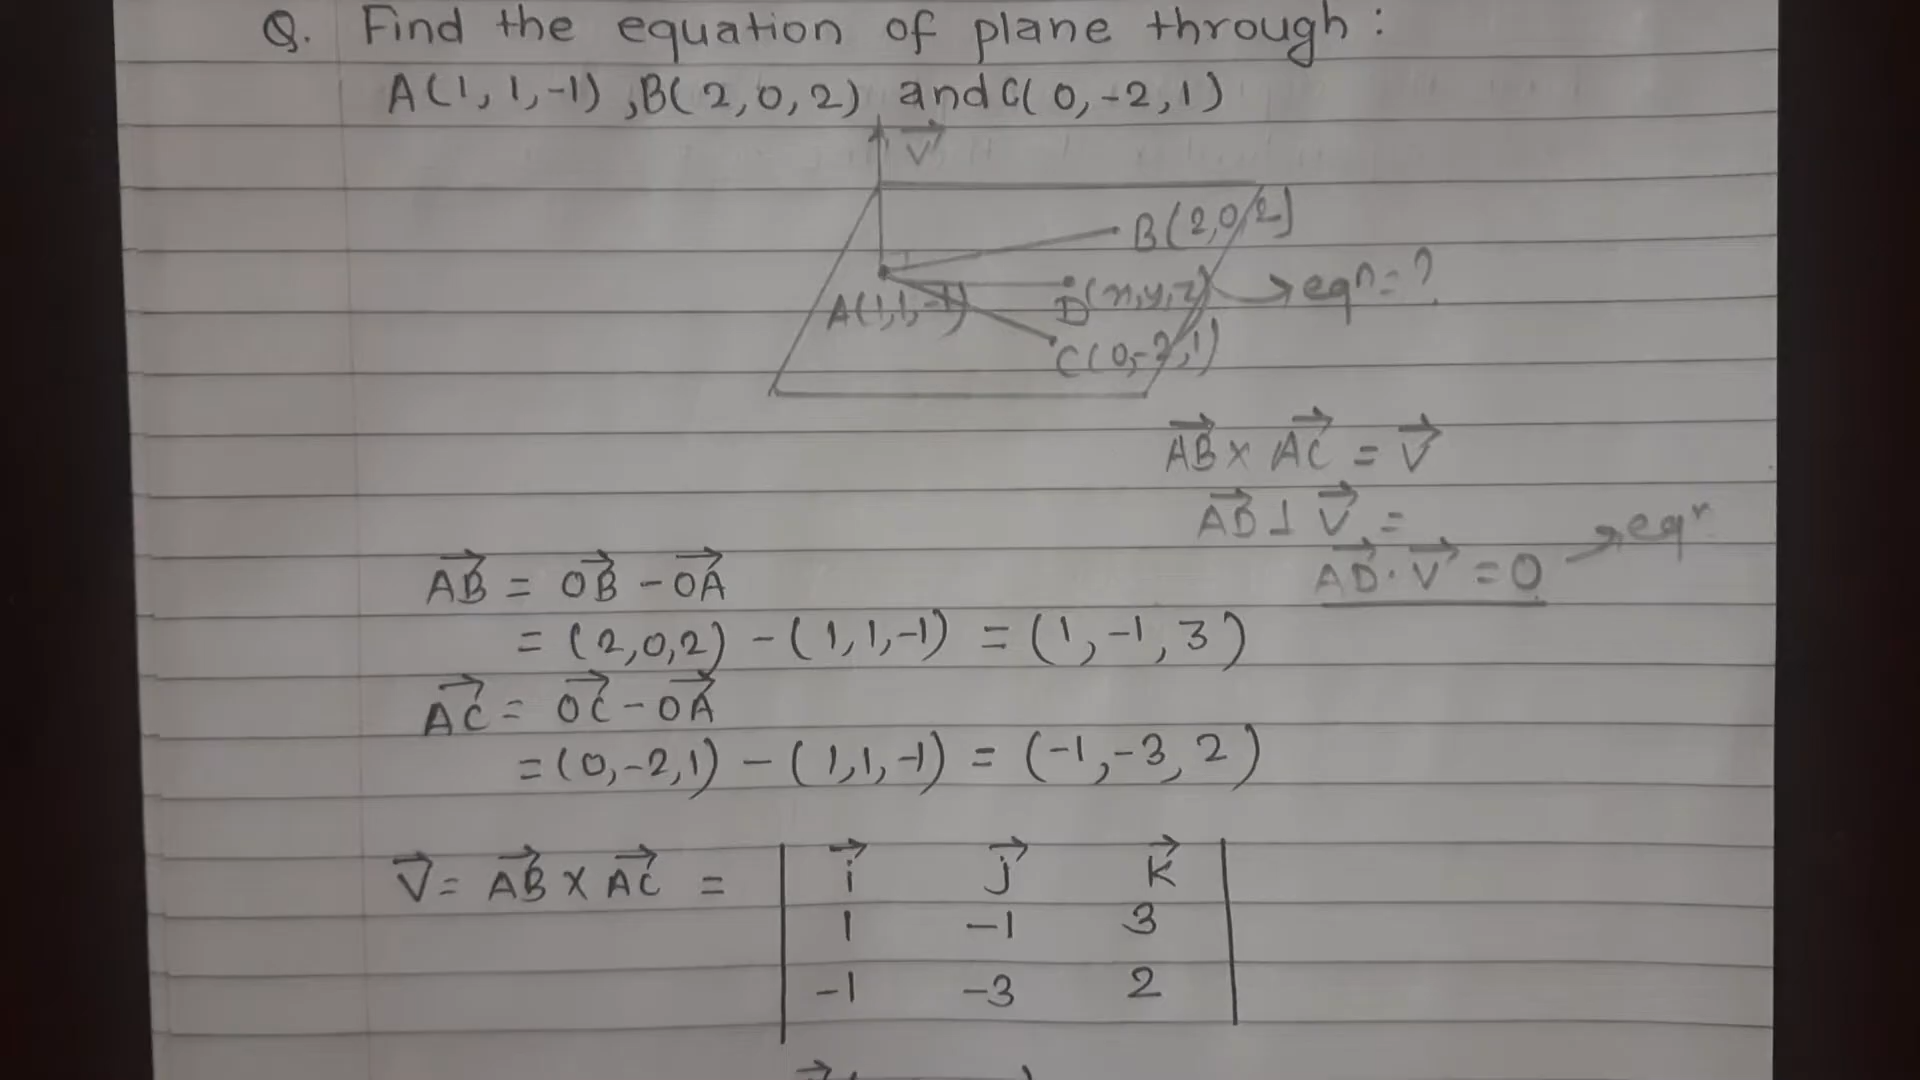 Q. Find the equation of plane through :
A(1, 1, -1) , B(2, 0, 2) and C(0, -2, 1)
V⃗
B(2,0,2)
A(1,1,-1) D(x,y,z) → eqⁿ = ?
C(0,-2,1)
AB⃗ × AC⃗ = V⃗
AD⃗ ⊥ V⃗ =
AD⃗ · V⃗ = 0 → eqⁿ
AB⃗ = OB⃗ - OA⃗
= (2,0,2) - (1,1,-1) = (1,-1,3)
AC⃗ = OC⃗ - OA⃗
= (0,-2,1) - (1,1,-1) = (-1,-3,2)
V⃗ = AB⃗ × AC⃗ = | i⃗ j⃗ k⃗ |
1 -1 3
-1 -3 2